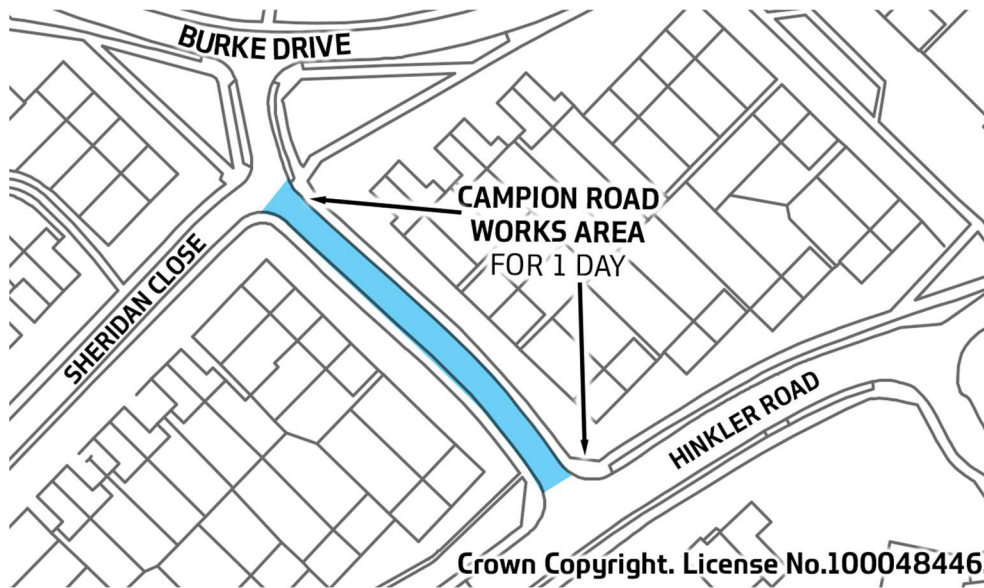 BURKE DRIVE
CAMPION ROAD
WORKS AREA
FOR 1 DAY
SHERIDAN CLOSE
HINKLER ROAD
Crown Copyright. License No.100048446